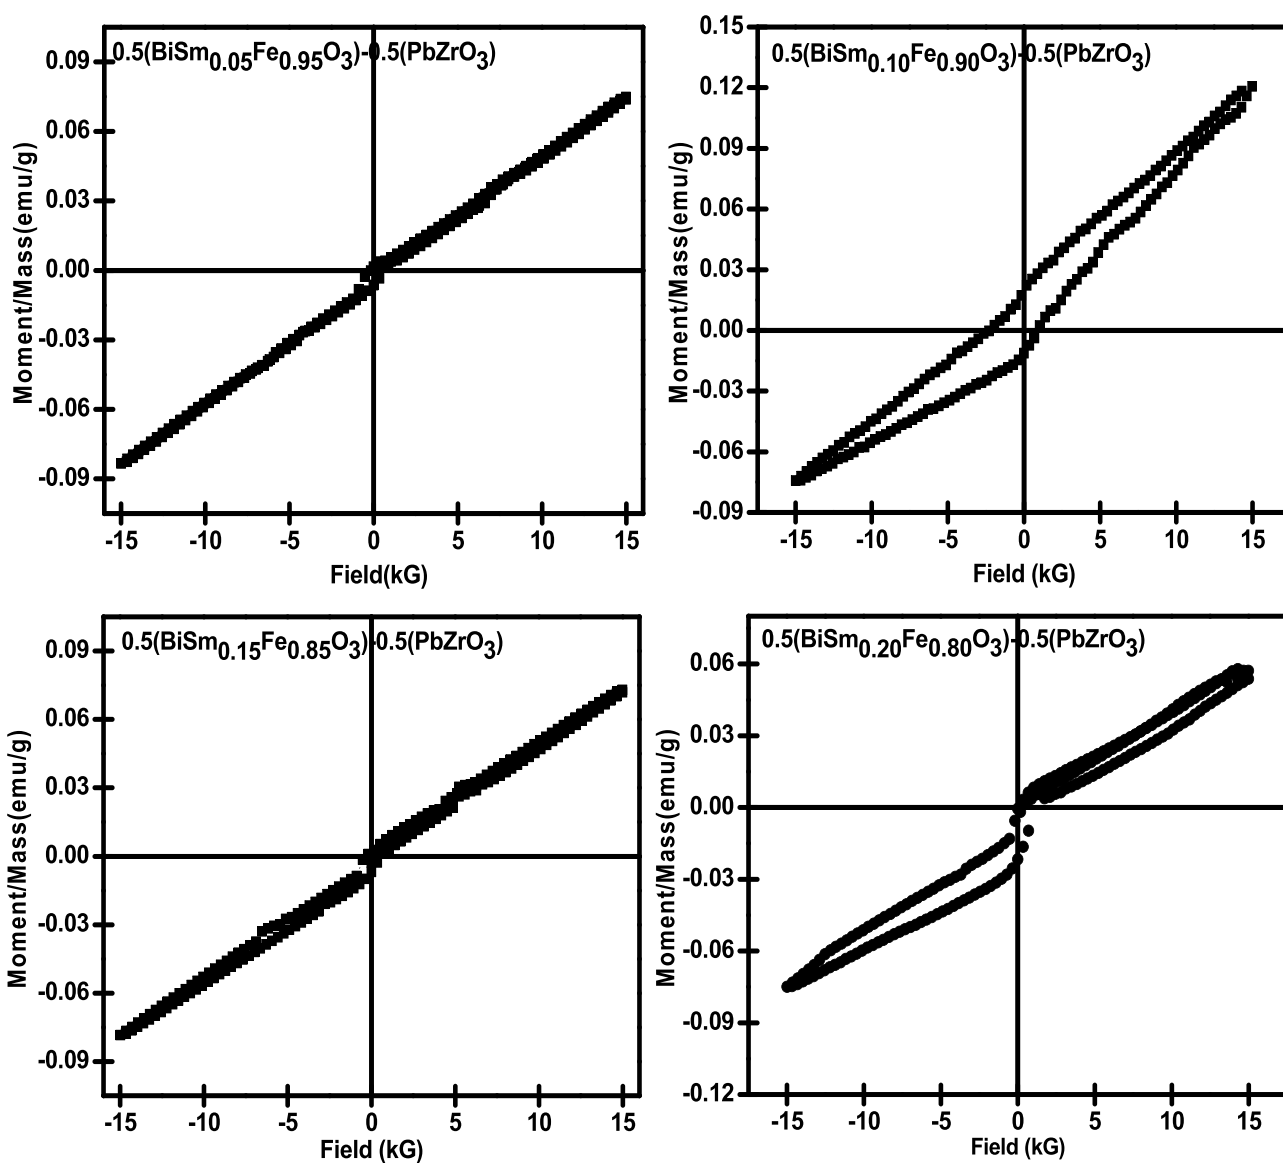 0.5(BiSm0.05Fe0.95O3)-0.5(PbZrO3)
0.09
0.06
0.03
0.00
-0.03
-0.06
-0.09
Moment/Mass(emu/g)
-15 -10 -5 0 5 10 15
Field(kG)
0.5(BiSm0.10Fe0.90O3)-0.5(PbZrO3)
0.15
0.12
0.09
0.06
0.03
0.00
-0.03
-0.06
-0.09
Moment/Mass(emu/g)
-15 -10 -5 0 5 10 15
Field (kG)
0.5(BiSm0.15Fe0.85O3)-0.5(PbZrO3)
0.09
0.06
0.03
0.00
-0.03
-0.06
-0.09
Moment/Mass(emu/g)
-15 -10 -5 0 5 10 15
Field (kG)
0.5(BiSm0.20Fe0.80O3)-0.5(PbZrO3)
0.06
0.03
0.00
-0.03
-0.06
-0.09
-0.12
Moment/Mass(emu/g)
-15 -10 -5 0 5 10 15
Field (kG)